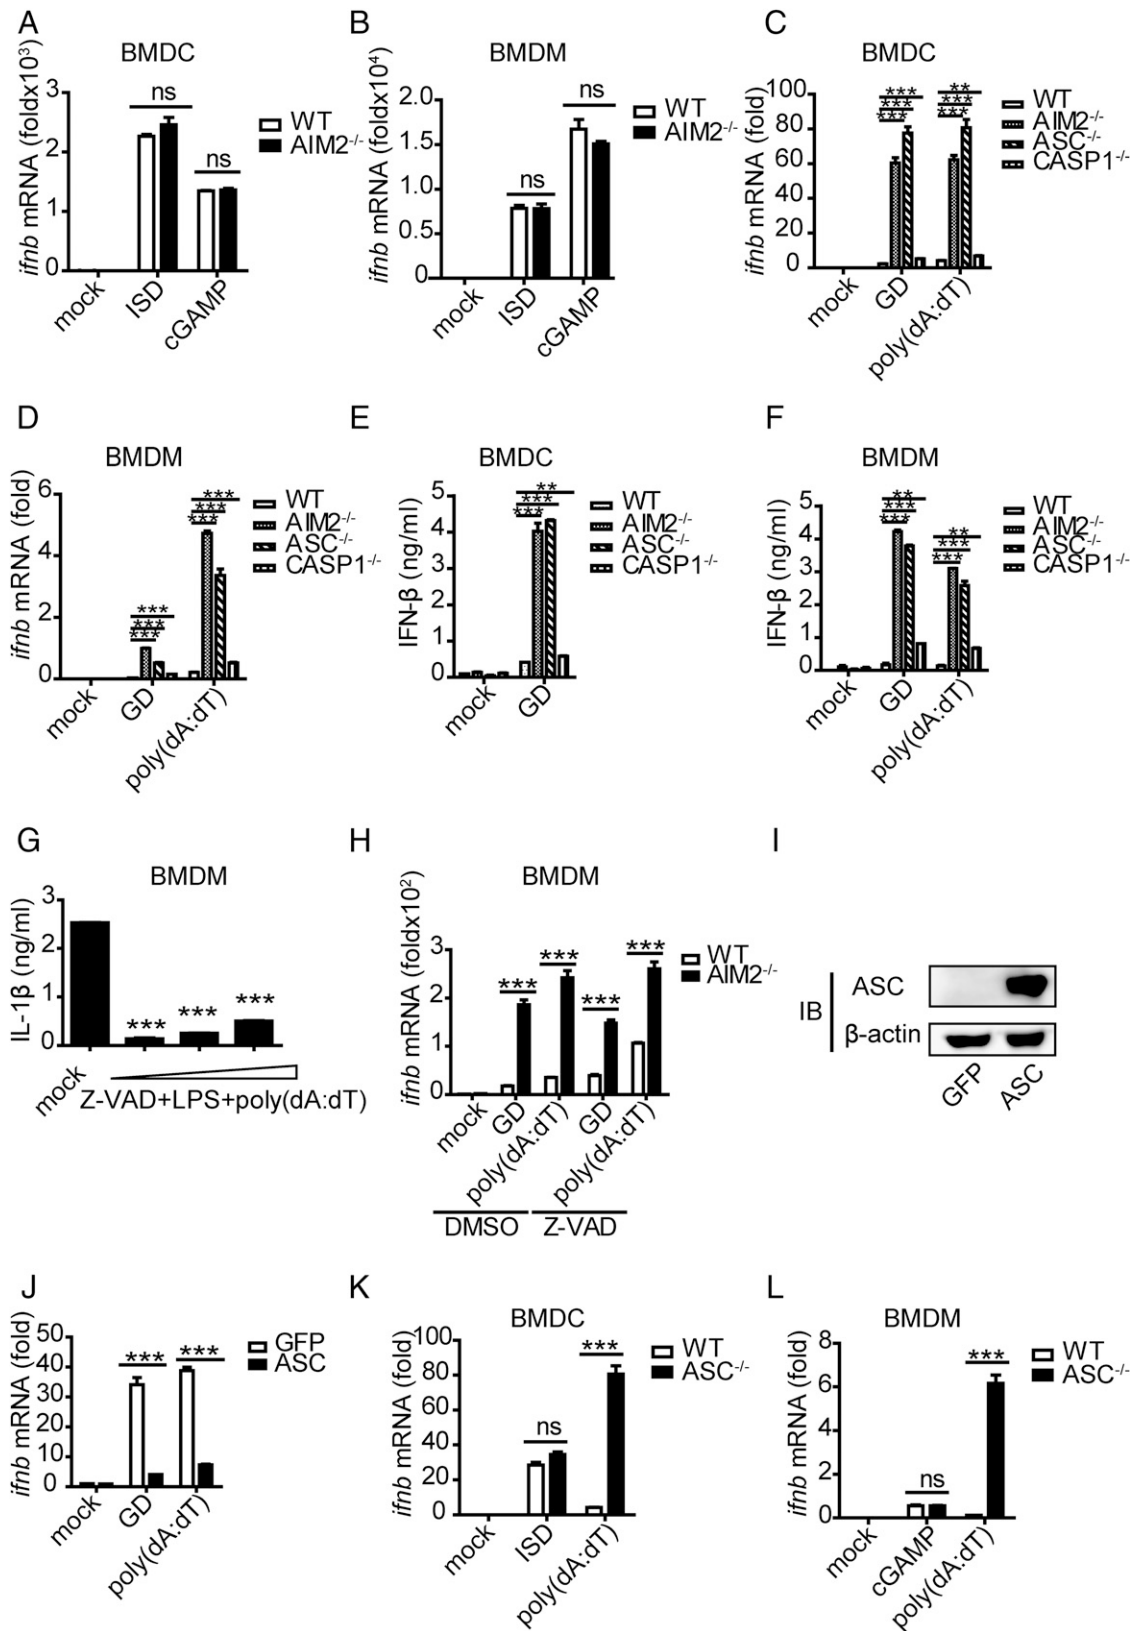 A
BMDC
ifnb mRNA (foldx10³)
3
2
1
0
ns
ns
WT
AIM2-/-
mock
ISD
cGAMP
B
BMDM
ifnb mRNA (foldx10⁴)
2.0
1.5
1.0
0.5
0
ns
ns
WT
AIM2-/-
mock
ISD
cGAMP
C
BMDC
ifnb mRNA (fold)
100
80
60
40
20
0
***
***
***
**
***
***
WT
AIM2-/-
ASC-/-
CASP1-/-
mock
GD
poly(dA:dT)
D
BMDM
ifnb mRNA (fold)
6
4
2
0
***
***
***
***
***
***
WT
AIM2-/-
ASC-/-
CASP1-/-
mock
GD
poly(dA:dT)
E
BMDC
IFN-β (ng/ml)
5
4
3
2
1
0
**
***
***
WT
AIM2-/-
ASC-/-
CASP1-/-
mock
GD
F
BMDM
IFN-β (ng/ml)
5
4
3
2
1
0
**
***
***
**
***
***
WT
AIM2-/-
ASC-/-
CASP1-/-
mock
GD
poly(dA:dT)
G
BMDM
IL-1β (ng/ml)
3
2
1
0
***
***
***
mock
Z-VAD+LPS+poly(dA:dT)
H
BMDM
ifnb mRNA (foldx10²)
3
2
1
0
***
***
***
***
WT
AIM2-/-
mock
GD
poly(dA:dT)
GD
poly(dA:dT)
DMSO
Z-VAD
I
IB
ASC
β-actin
GFP
ASC
J
ifnb mRNA (fold)
50
40
30
20
10
0
***
***
GFP
ASC
mock
GD
poly(dA:dT)
K
BMDC
ifnb mRNA (fold)
100
80
60
40
20
0
ns
***
WT
ASC-/-
mock
ISD
poly(dA:dT)
L
BMDM
ifnb mRNA (fold)
8
6
4
2
0
ns
***
WT
ASC-/-
mock
cGAMP
poly(dA:dT)